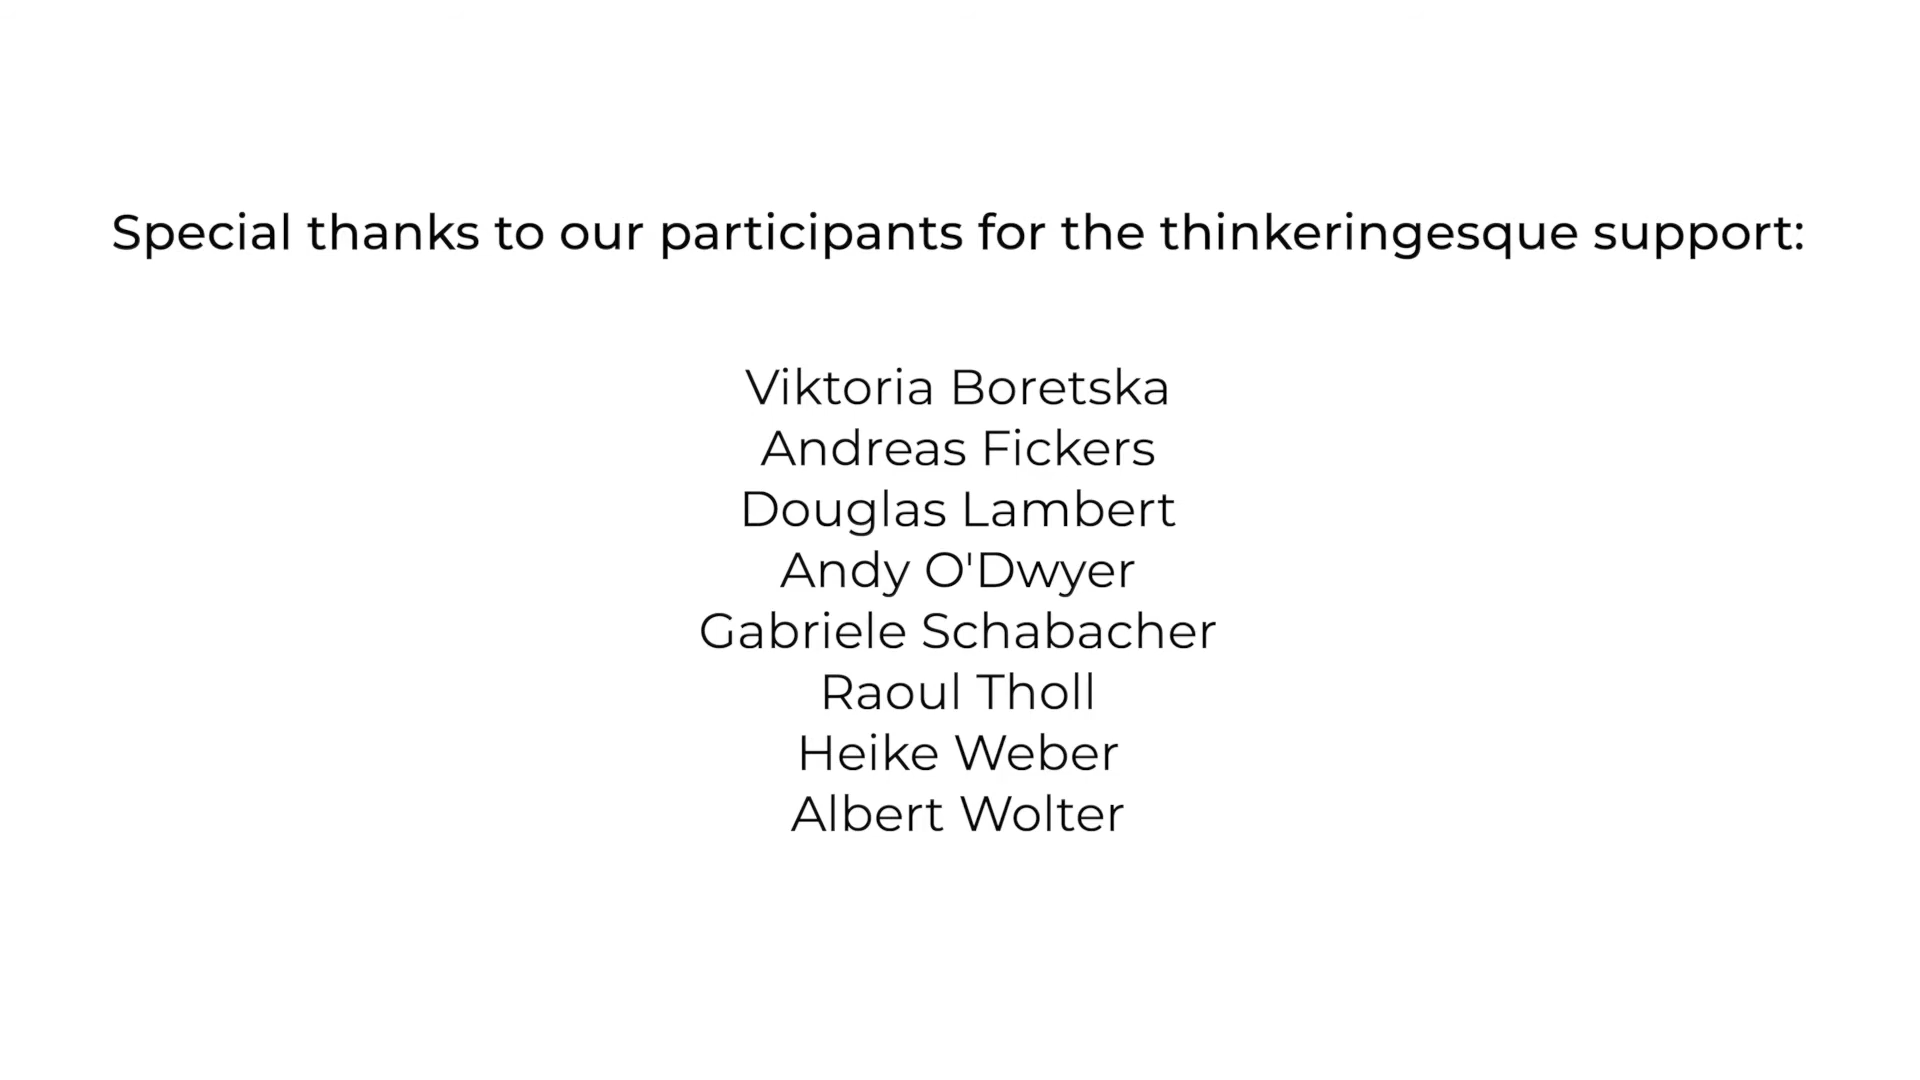 Special thanks to our participants for the thinkeringesque support:
Viktoria Boretska
Andreas Fickers
Douglas Lambert
Andy O'Dwyer
Gabriele Schabacher
Raoul Tholl
Heike Weber
Albert Wolter